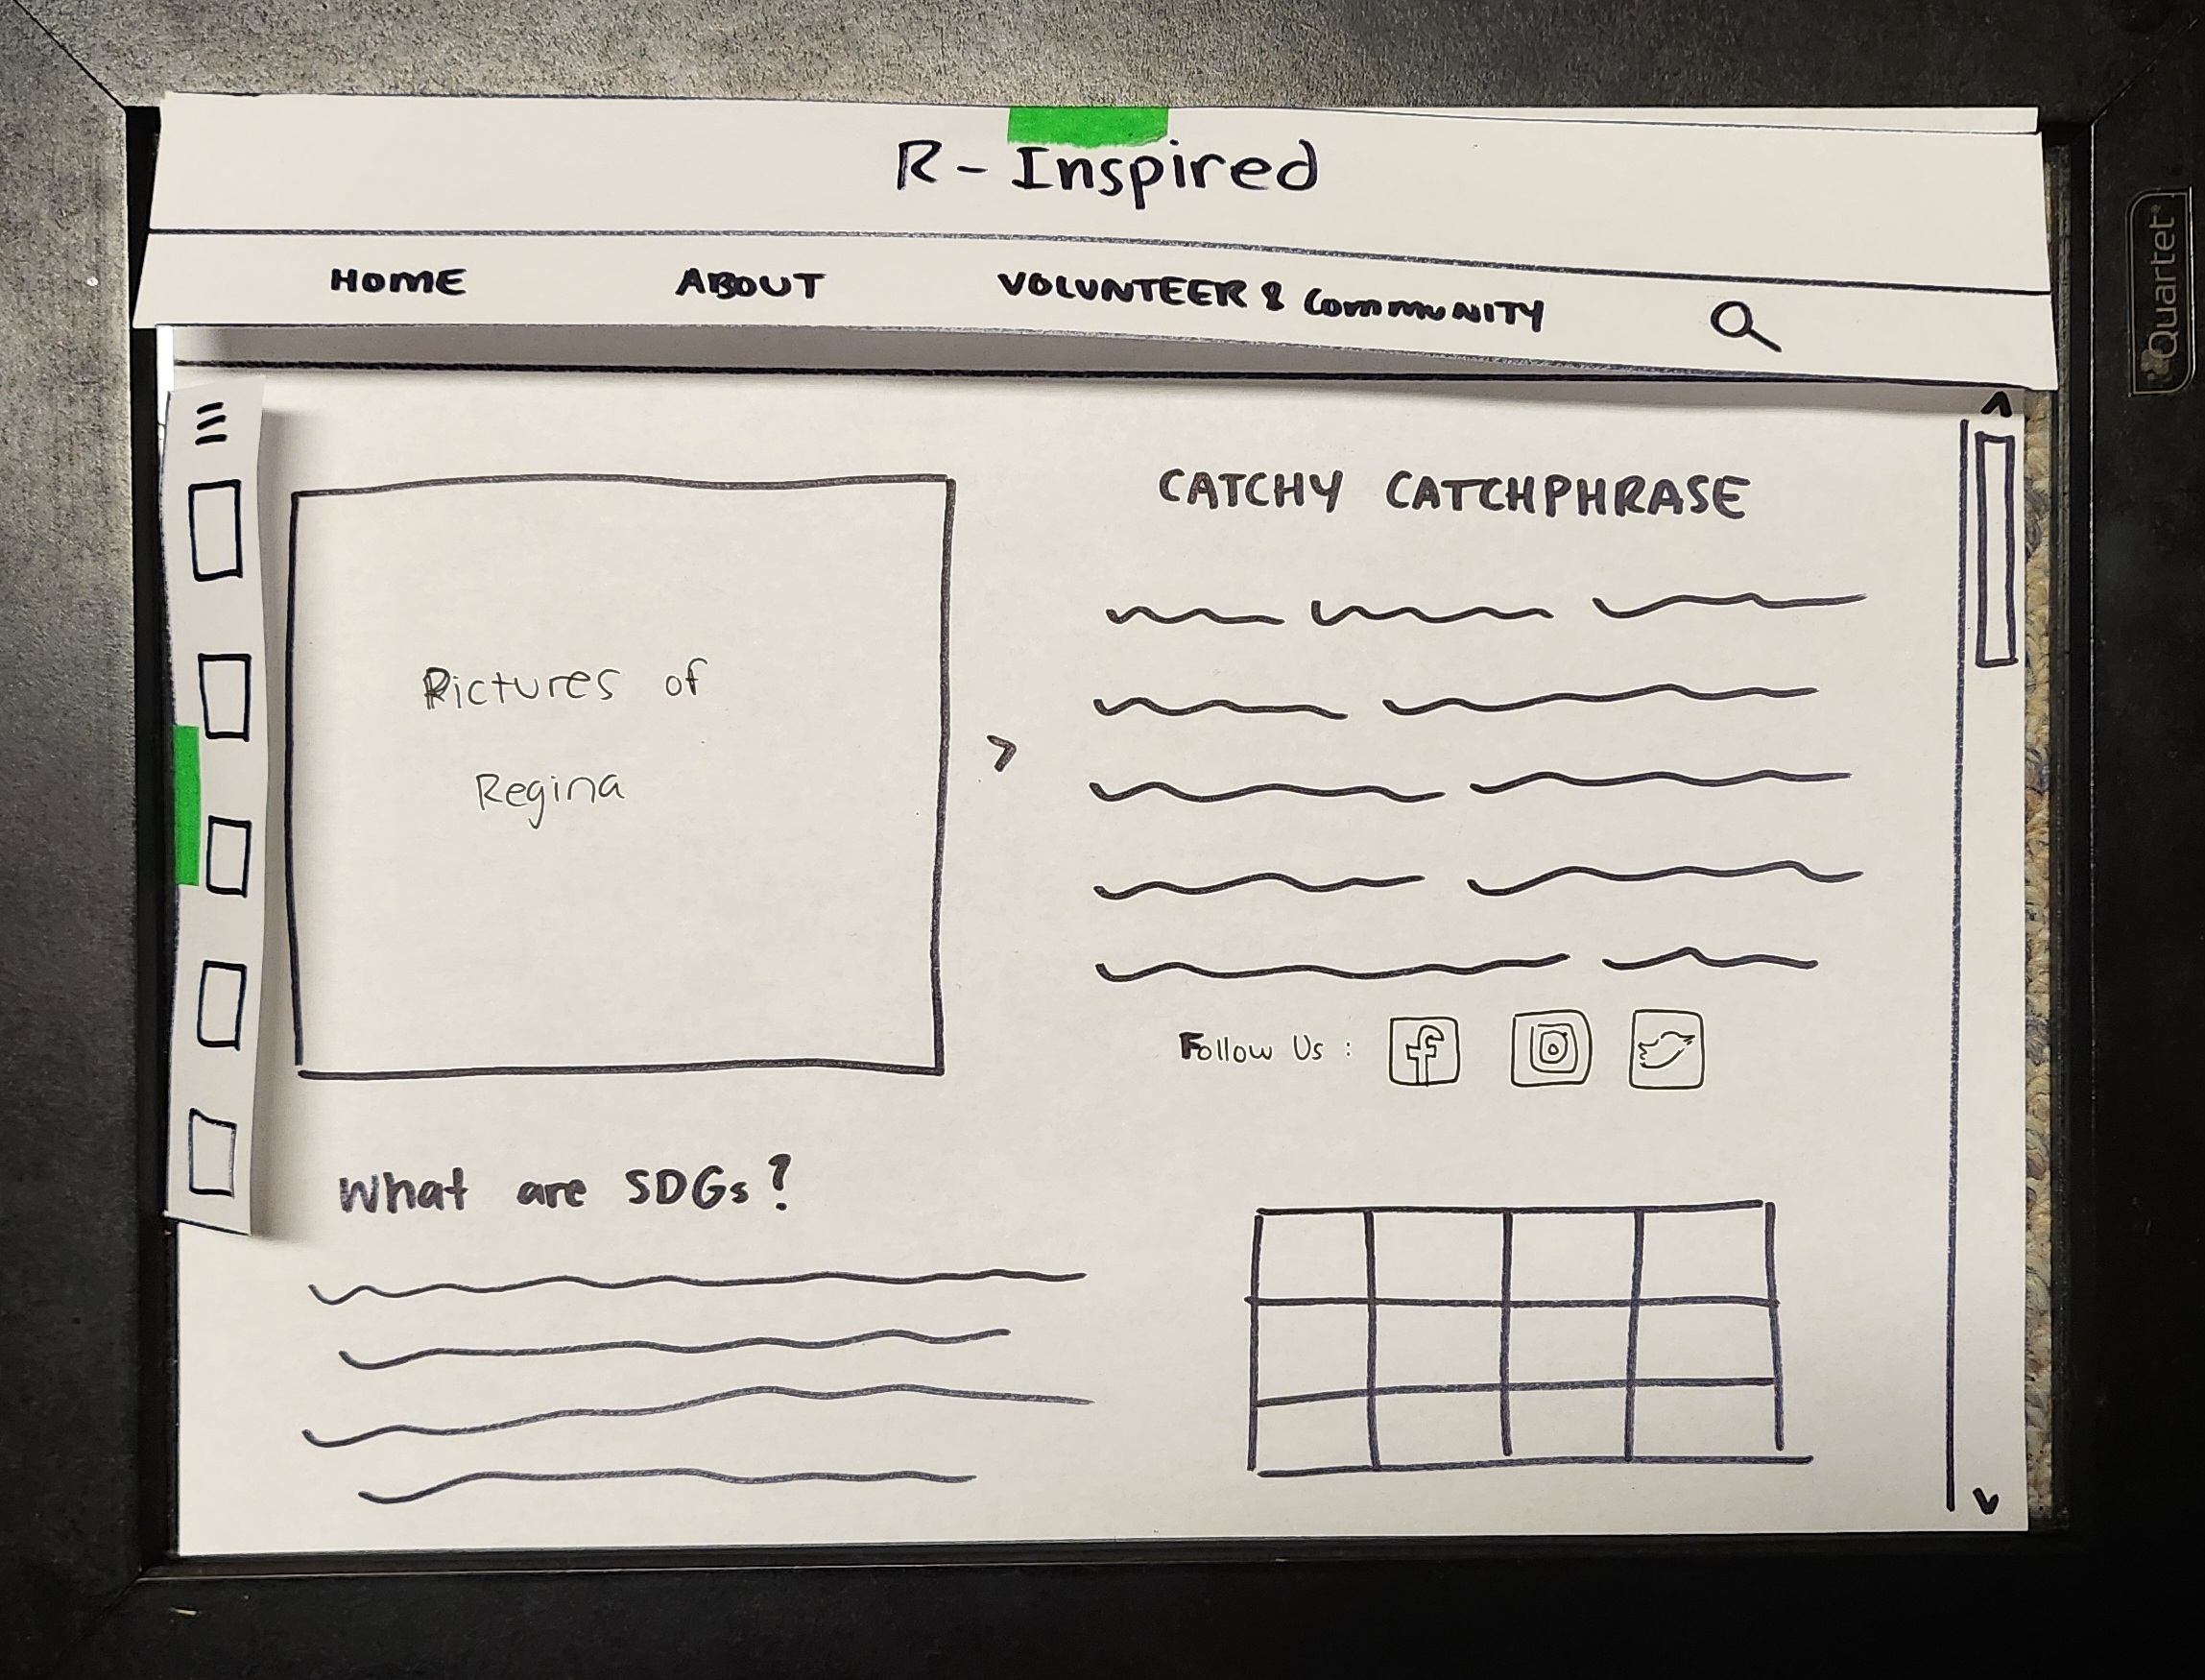 R - Inspired
HOME ABOUT VOLUNTEER & COMMUNITY
CATCHY CATCHPHRASE
Pictures of
Regina
Follow Us :
What are SDGs?
Quartet